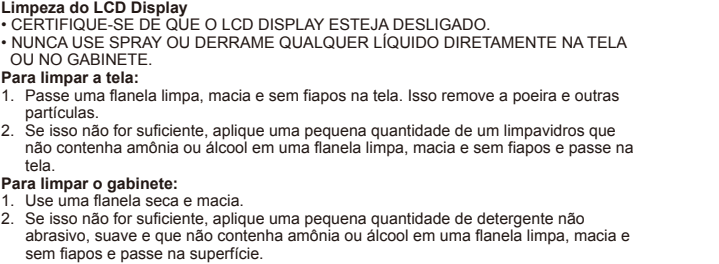 Limpeza do LCD Display
• CERTIFIQUE-SE DE QUE O LCD DISPLAY ESTEJA DESLIGADO.
• NUNCA USE SPRAY OU DERRAME QUALQUER LÍQUIDO DIRETAMENTE NA TELA
OU NO GABINETE.
Para limpar a tela:
1. Passe uma flanela limpa, macia e sem fiapos na tela. Isso remove a poeira e outras
partículas.
2. Se isso não for suficiente, aplique uma pequena quantidade de um limpavidros que
não contenha amônia ou álcool em uma flanela limpa, macia e sem fiapos e passe na
tela.
Para limpar o gabinete:
1. Use uma flanela seca e macia.
2. Se isso não for suficiente, aplique uma pequena quantidade de detergente não
abrasivo, suave e que não contenha amônia ou álcool em uma flanela limpa, macia e
sem fiapos e passe na superfície.